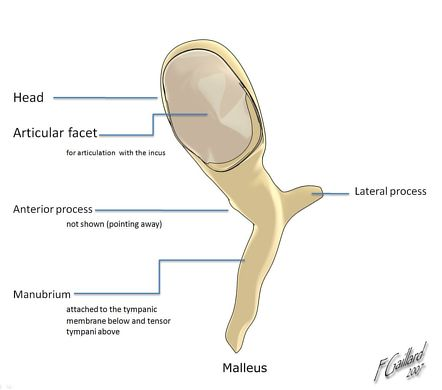 Head
Articular facet
for articulation with the incus
Lateral process
Anterior process
not shown (pointing away)
Manubrium
attached to the tympanic
membrane below and tensor
tympani above
Malleus
F Gaillard
2007